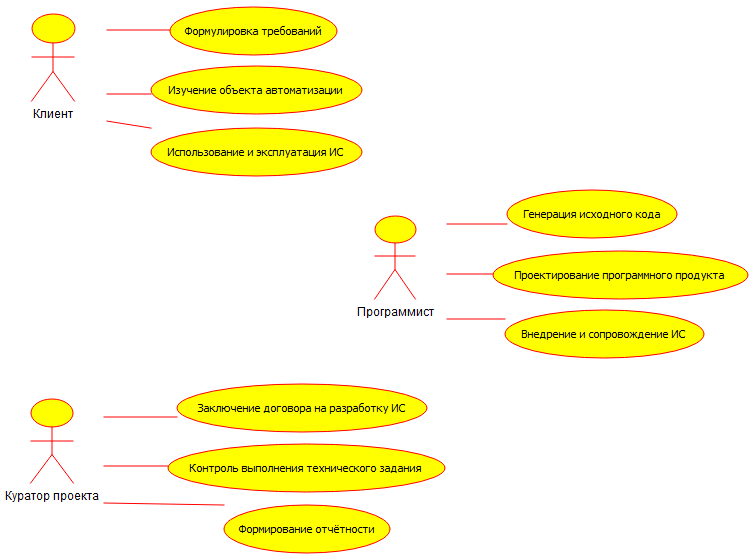 Формулировка требований
Изучение объекта автоматизации
Клиент
Использование и эксплуатация ИС
Генерация исходного кода
Проектирование программного продукта
Программист
Внедрение и сопровождение ИС
Заключение договора на разработку ИС
Контроль выполнения технического задания
Куратор проекта
Формирование отчётности